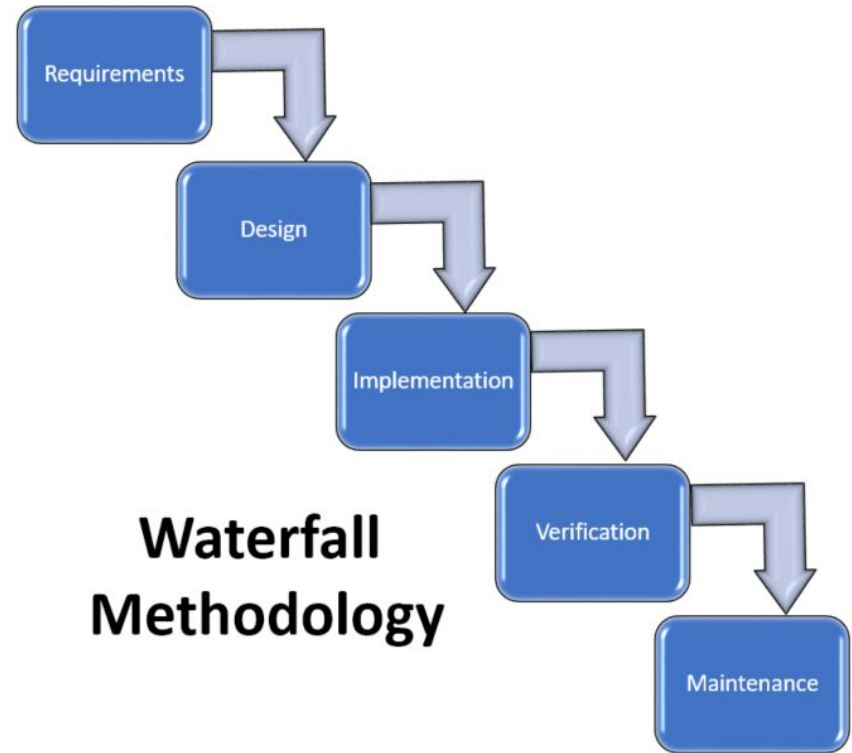 Requirements
Design
Implementation
Verification
Waterfall
Methodology
Maintenance